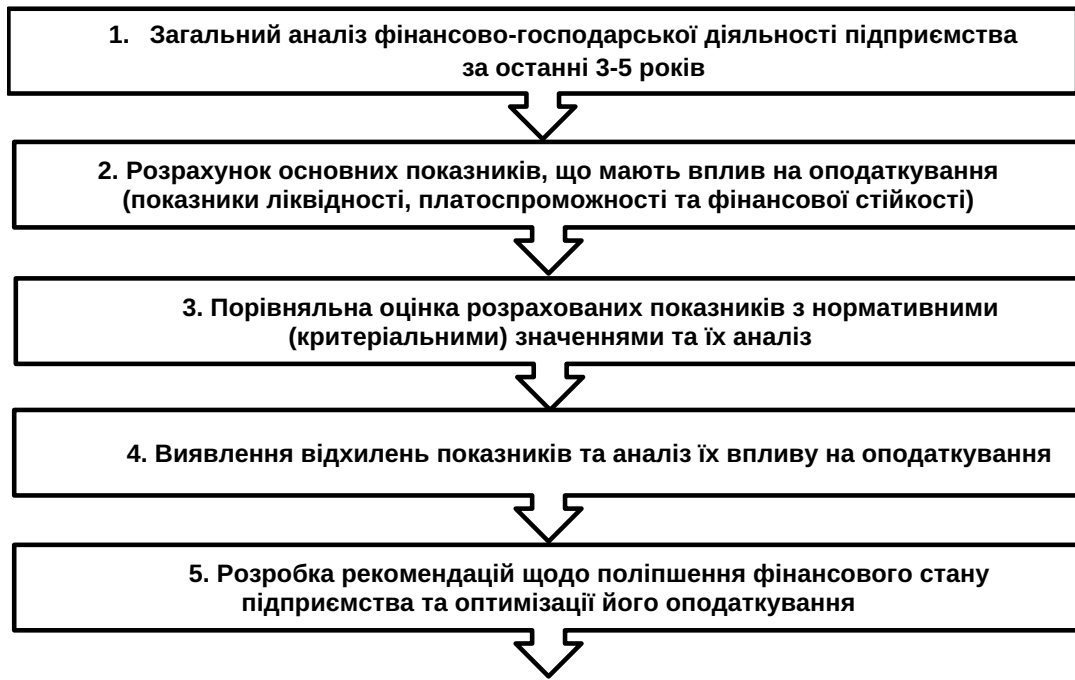 1. Загальний аналіз фінансово-господарської діяльності підприємства
за останні 3-5 років
2. Розрахунок основних показників, що мають вплив на оподаткування
(показники ліквідності, платоспроможності та фінансової стійкості)
3. Порівняльна оцінка розрахованих показників з нормативними
(критеріальними) значеннями та їх аналіз
4. Виявлення відхилень показників та аналіз їх впливу на оподаткування
5. Розробка рекомендацій щодо поліпшення фінансового стану
підприємства та оптимізації його оподаткування